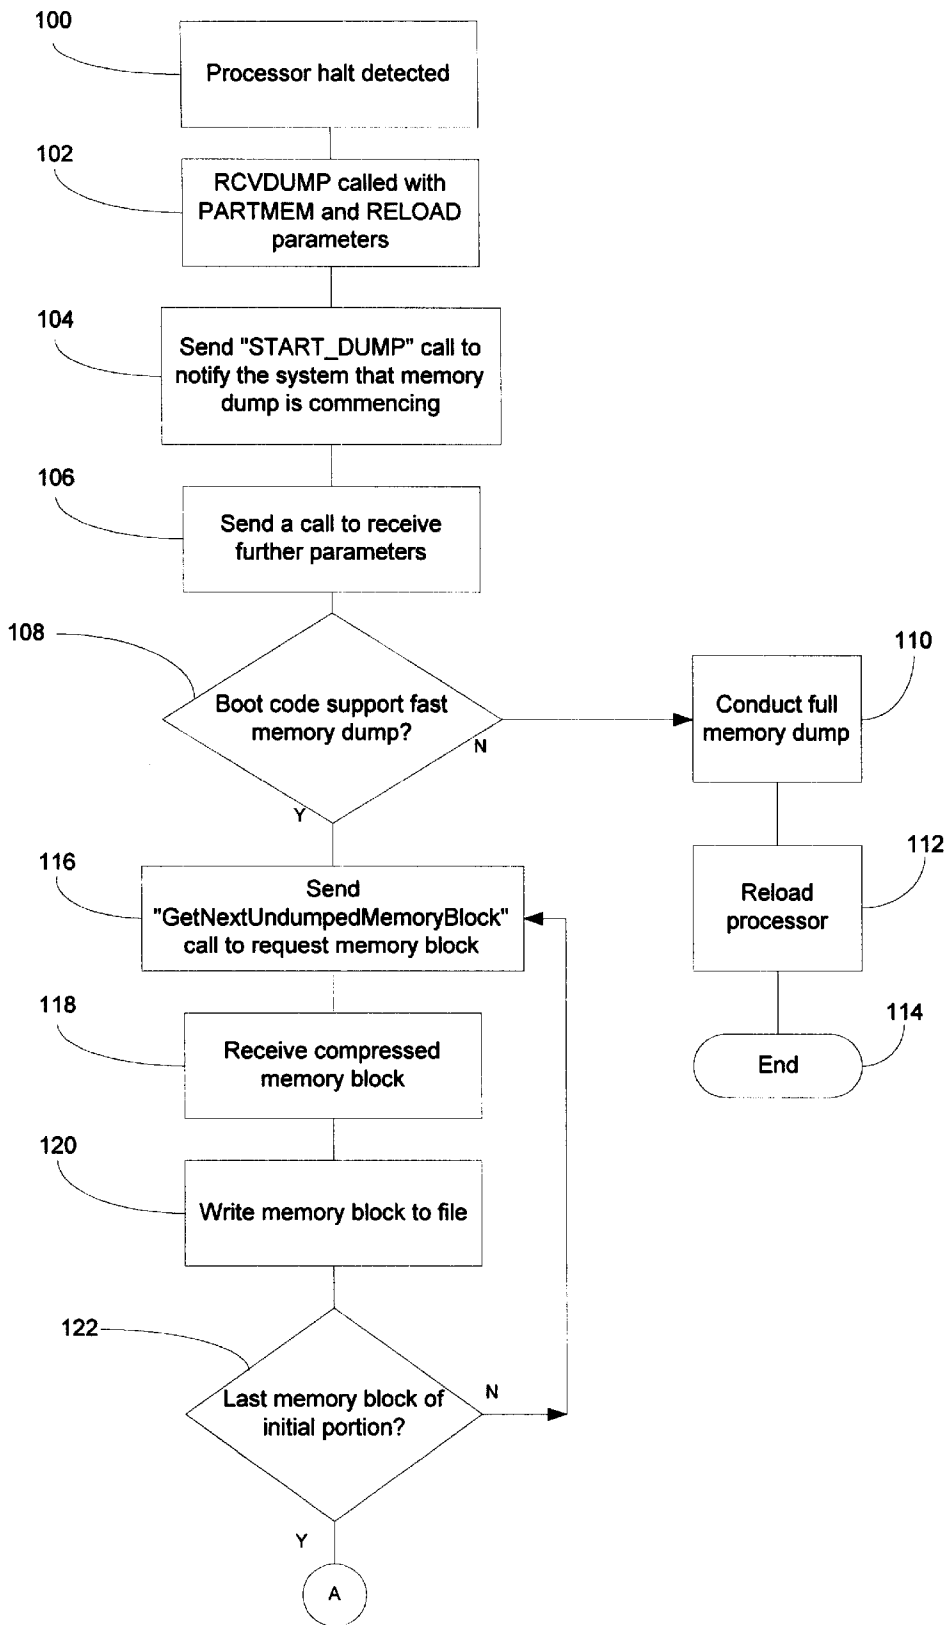 100
Processor halt detected
102
RCVDUMP called with
PARTMEM and RELOAD
parameters
104
Send "START_DUMP" call to
notify the system that memory
dump is commencing
106
Send a call to receive
further parameters
108
Boot code support fast
memory dump?
N
Y
110
Conduct full
memory dump
112
Reload
processor
114
End
116
Send
"GetNextUndumpedMemoryBlock"
call to request memory block
118
Receive compressed
memory block
120
Write memory block to file
122
Last memory block of
initial portion?
N
Y
A